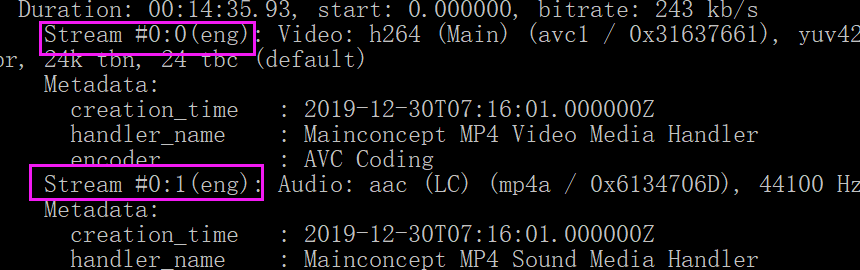 Duration: 00:14:35.93, start: 0.000000, bitrate: 243 kb/s
Stream #0:0(eng): Video: h264 (Main) (avc1 / 0x31637661), yuv42
or, 24k tbn, 24 tbc (default)
Metadata:
creation_time : 2019-12-30T07:16:01.000000Z
handler_name : Mainconcept MP4 Video Media Handler
encoder : AVC Coding
Stream #0:1(eng): Audio: aac (LC) (mp4a / 0x6134706D), 44100 Hz
Metadata:
creation_time : 2019-12-30T07:16:01.000000Z
handler_name : Mainconcept MP4 Sound Media Handler